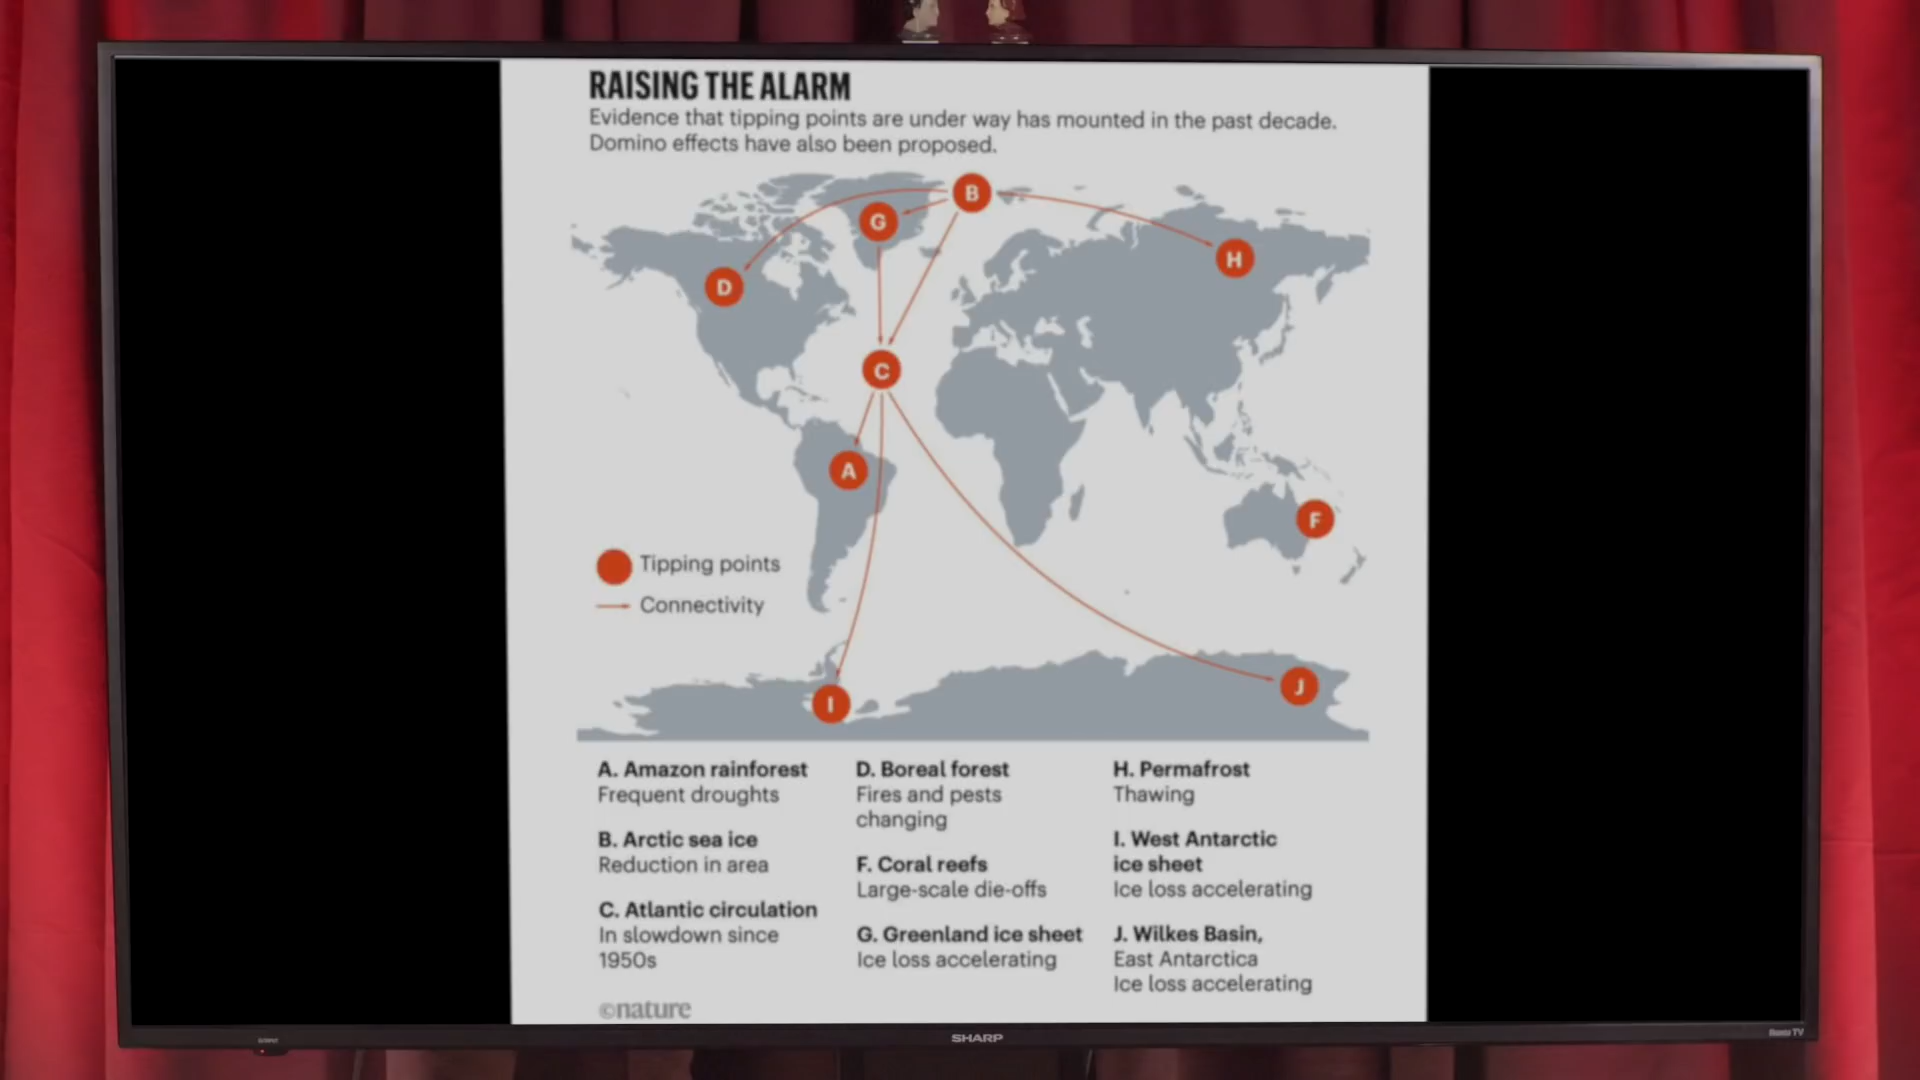 RAISING THE ALARM
Evidence that tipping points are under way has mounted in the past decade.
Domino effects have also been proposed.
B
G
H
D
C
A
F
Tipping points
Connectivity
J
I
A. Amazon rainforest
Frequent droughts
B. Arctic sea ice
Reduction in area
C. Atlantic circulation
In slowdown since
1950s
D. Boreal forest
Fires and pests
changing
F. Coral reefs
Large-scale die-offs
G. Greenland ice sheet
Ice loss accelerating
H. Permafrost
Thawing
I. West Antarctic
ice sheet
Ice loss accelerating
J. Wilkes Basin,
East Antarctica
Ice loss accelerating
©nature
SHARP
TV